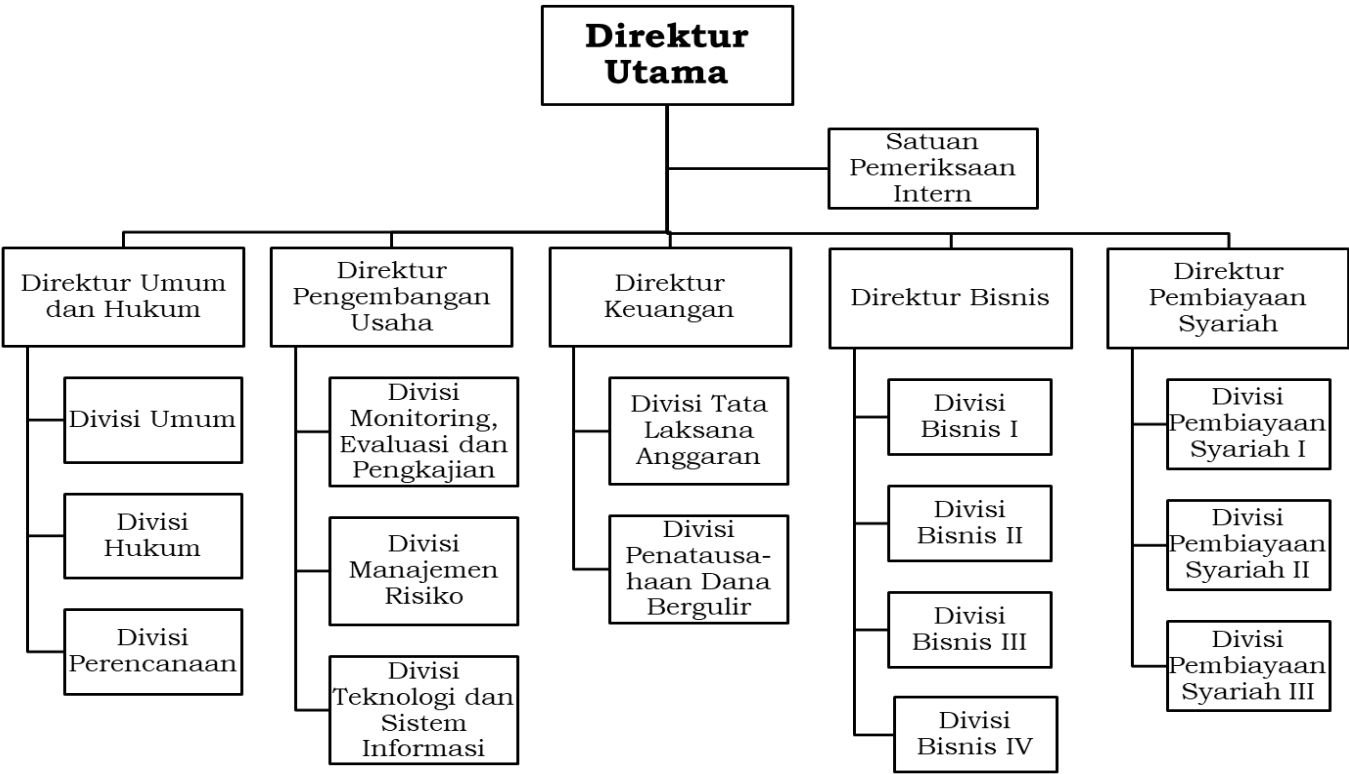 Direktur
Utama
Satuan
Pemeriksaan
Intern
Direktur Umum
dan Hukum
Direktur
Pengembangan
Usaha
Direktur
Keuangan
Direktur Bisnis
Direktur
Pembiayaan
Syariah
Divisi Umum
Divisi
Hukum
Divisi
Perencanaan
Divisi
Monitoring,
Evaluasi dan
Pengkajian
Divisi
Manajemen
Risiko
Divisi
Teknologi dan
Sistem
Informasi
Divisi Tata
Laksana
Anggaran
Divisi
Penatausa-
haan Dana
Bergulir
Divisi
Bisnis I
Divisi
Bisnis II
Divisi
Bisnis III
Divisi
Bisnis IV
Divisi
Pembiayaan
Syariah I
Divisi
Pembiayaan
Syariah II
Divisi
Pembiayaan
Syariah III